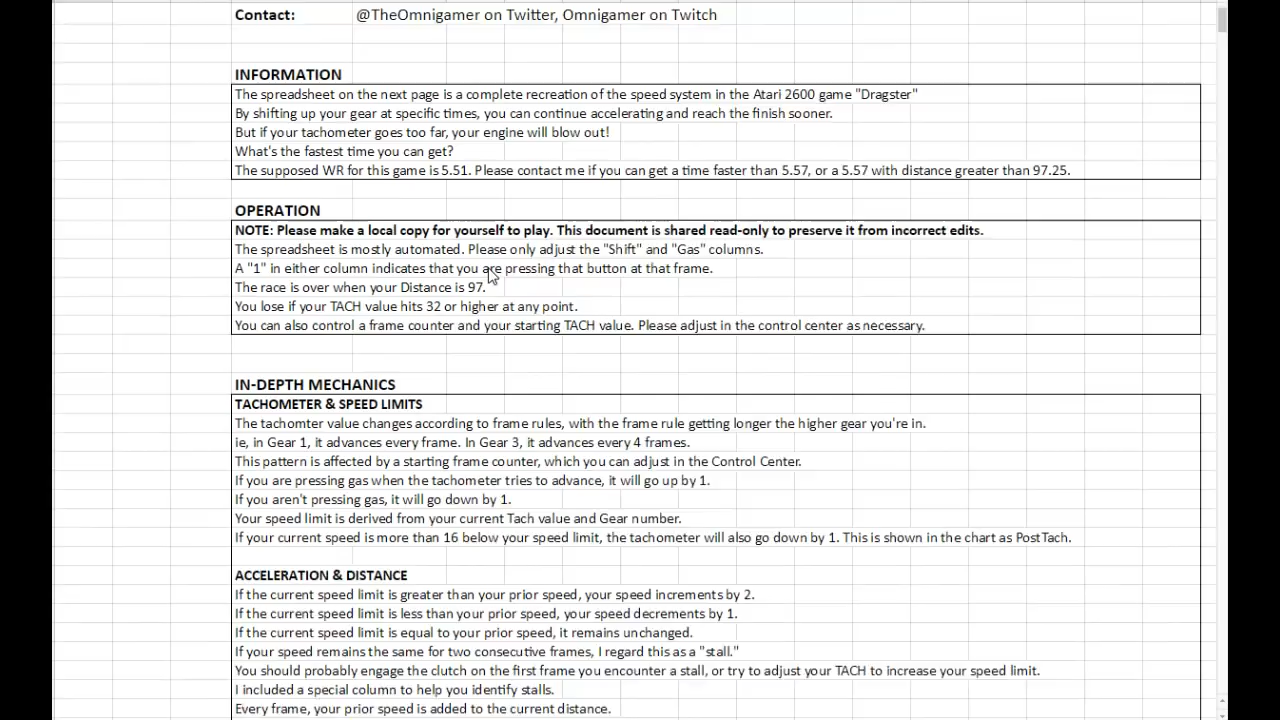 Contact: @TheOmnigamer on Twitter, Omnigamer on Twitch
INFORMATION
The spreadsheet on the next page is a complete recreation of the speed system in the Atari 2600 game "Dragster"
By shifting up your gear at specific times, you can continue accelerating and reach the finish sooner.
But if your tachometer goes too far, your engine will blow out!
What's the fastest time you can get?
The supposed WR for this game is 5.51. Please contact me if you can get a time faster than 5.57, or a 5.57 with distance greater than 97.25.
OPERATION
NOTE: Please make a local copy for yourself to play. This document is shared read-only to preserve it from incorrect edits.
The spreadsheet is mostly automated. Please only adjust the "Shift" and "Gas" columns.
A "1" in either column indicates that you are pressing that button at that frame.
The race is over when your Distance is 97.
You lose if your TACH value hits 32 or higher at any point.
You can also control a frame counter and your starting TACH value. Please adjust in the control center as necessary.
IN-DEPTH MECHANICS
TACHOMETER & SPEED LIMITS
The tachomter value changes according to frame rules, with the frame rule getting longer the higher gear you're in.
ie, in Gear 1, it advances every frame. In Gear 3, it advances every 4 frames.
This pattern is affected by a starting frame counter, which you can adjust in the Control Center.
If you are pressing gas when the tachometer tries to advance, it will go up by 1.
If you aren't pressing gas, it will go down by 1.
Your speed limit is derived from your current Tach value and Gear number.
If your current speed is more than 16 below your speed limit, the tachometer will also go down by 1. This is shown in the chart as PostTach.
ACCELERATION & DISTANCE
If the current speed limit is greater than your prior speed, your speed increments by 2.
If the current speed limit is less than your prior speed, your speed decrements by 1.
If the current speed limit is equal to your prior speed, it remains unchanged.
If your speed remains the same for two consecutive frames, I regard this as a "stall."
You should probably engage the clutch on the first frame you encounter a stall, or try to adjust your TACH to increase your speed limit.
I included a special column to help you identify stalls.
Every frame, your prior speed is added to the current distance.